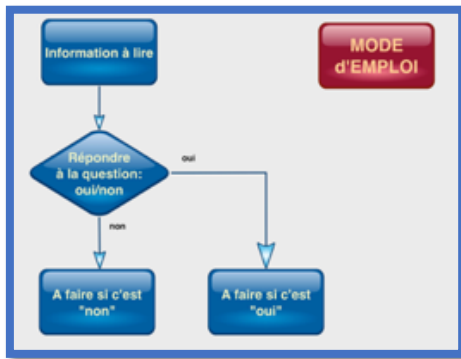 Information à lire
MODE
d'EMPLOI
Répondre
à la question:
oui/non
oui
non
A faire si c'est
"non"
A faire si c'est
"oui"